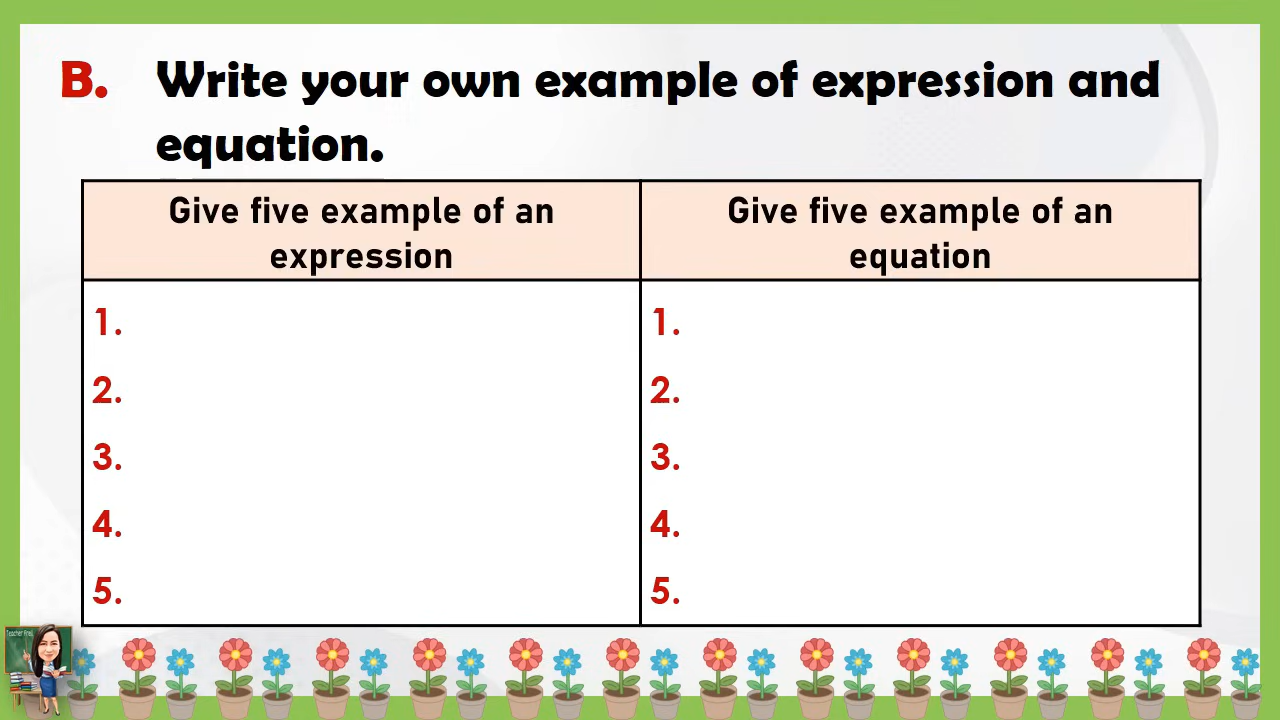 B. Write your own example of expression and
equation.
Give five example of an
expression
Give five example of an
equation
1.
2.
3.
4.
5.
1.
2.
3.
4.
5.